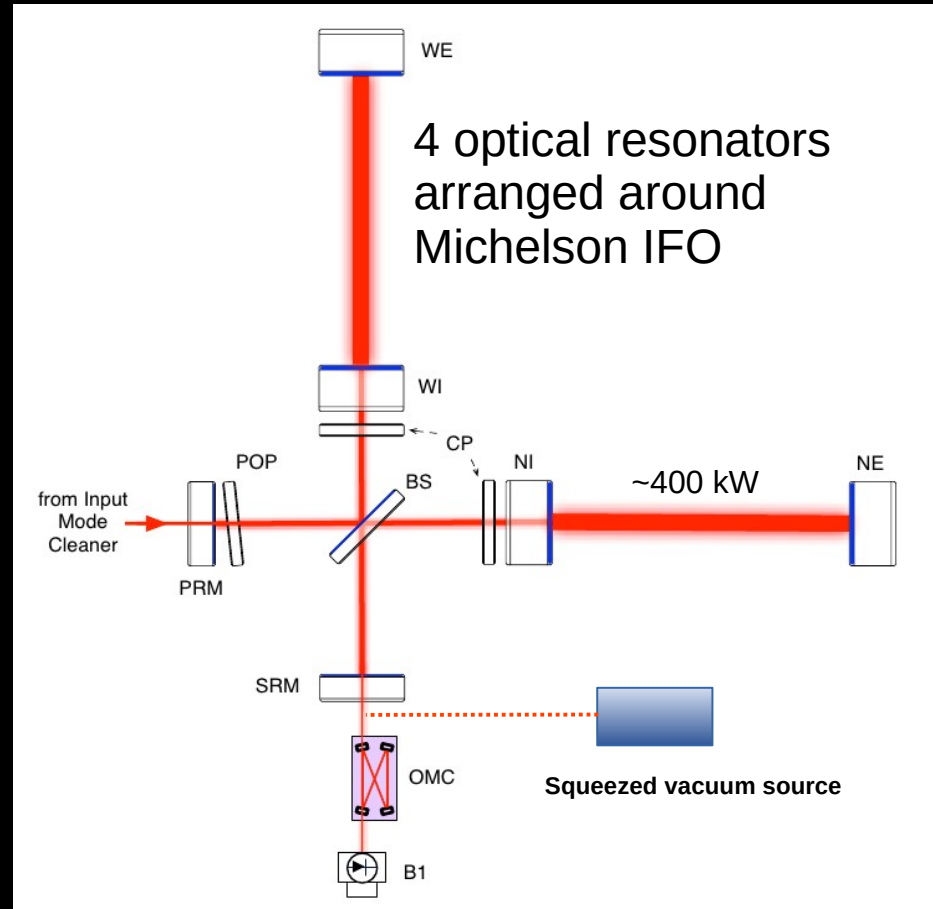 WE
4 optical resonators
arranged around
Michelson IFO
WI
CP
POP
BS
NI
~400 kW
NE
from Input
Mode
Cleaner
PRM
SRM
OMC
Squeezed vacuum source
B1